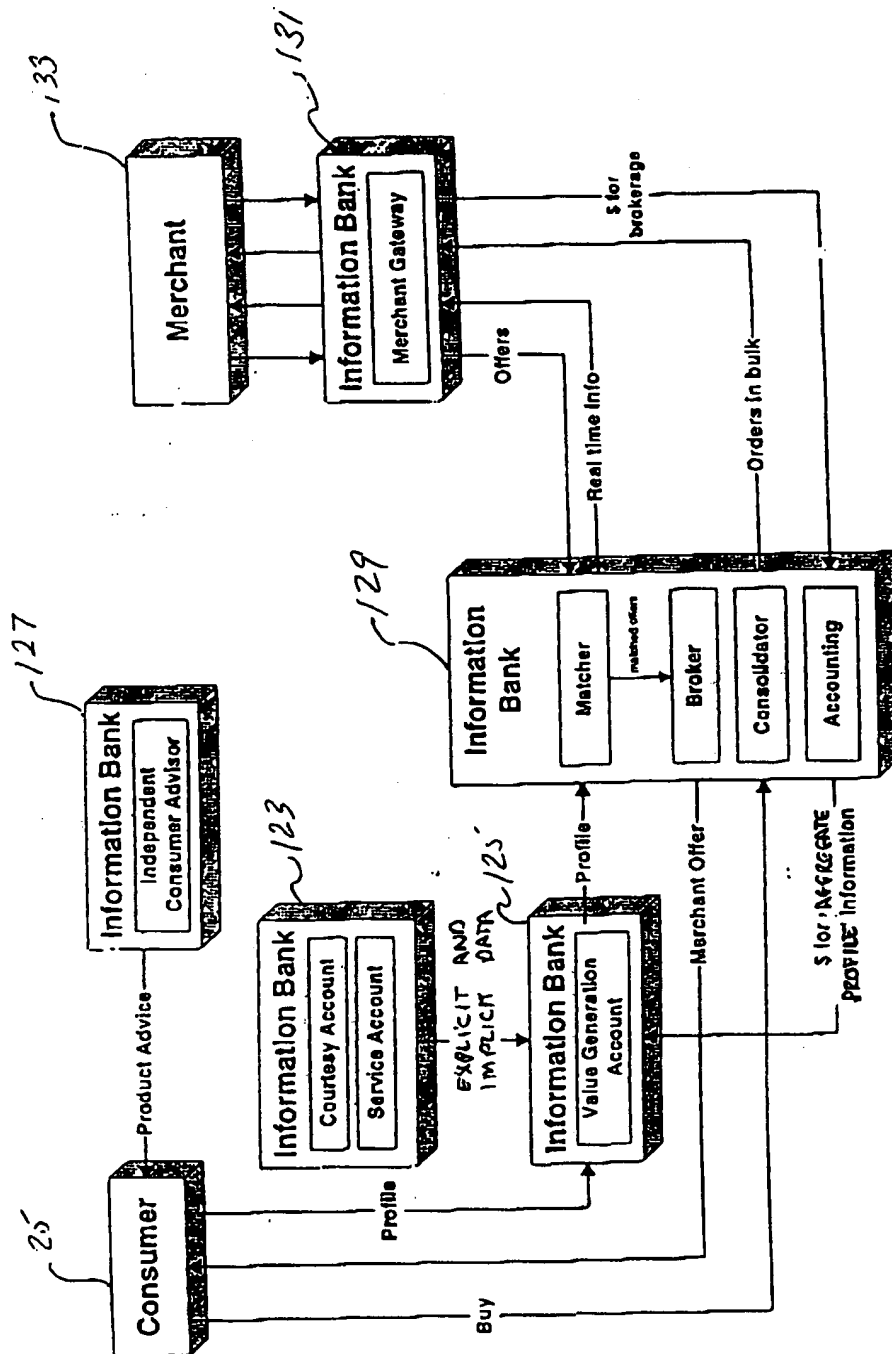 133
Merchant
131
Information Bank
Merchant Gateway
Offers
Real time Info
Orders in bulk
$ for
brokerage
127
Information Bank
Independent
Consumer Advisor
Product Advice
25
Consumer
123
Information Bank
Courtesy Account
Service Account
EXPLICIT AND
IMPLICIT DATA
125
Information Bank
Value Generation
Account
Profile
Profile
Buy
Merchant Offer
129
Information
Bank
Matcher
matched offers
Broker
Consolidator
Accounting
$ for AGGREGATE
PROFILE Information